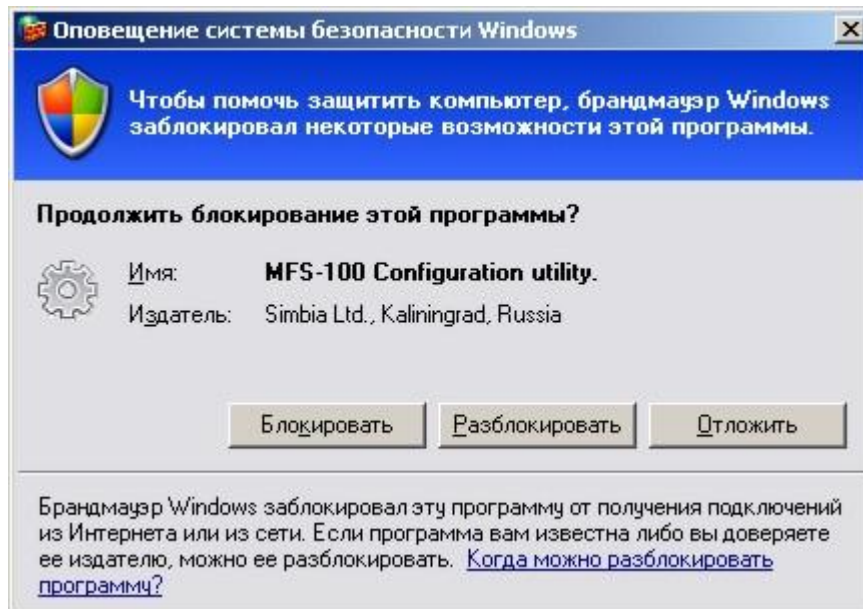 Оповещение системы безопасности Windows
Чтобы помочь защитить компьютер, брандмауэр Windows
заблокировал некоторые возможности этой программы.
Продолжить блокирование этой программы?
Имя: MFS-100 Configuration utility.
Издатель: Simbia Ltd., Kaliningrad, Russia
Блокировать Разблокировать Отложить
Брандмауэр Windows заблокировал эту программу от получения подключений
из Интернета или из сети. Если программа вам известна либо вы доверяете
ее издателю, можно ее разблокировать. Когда можно разблокировать
программу?